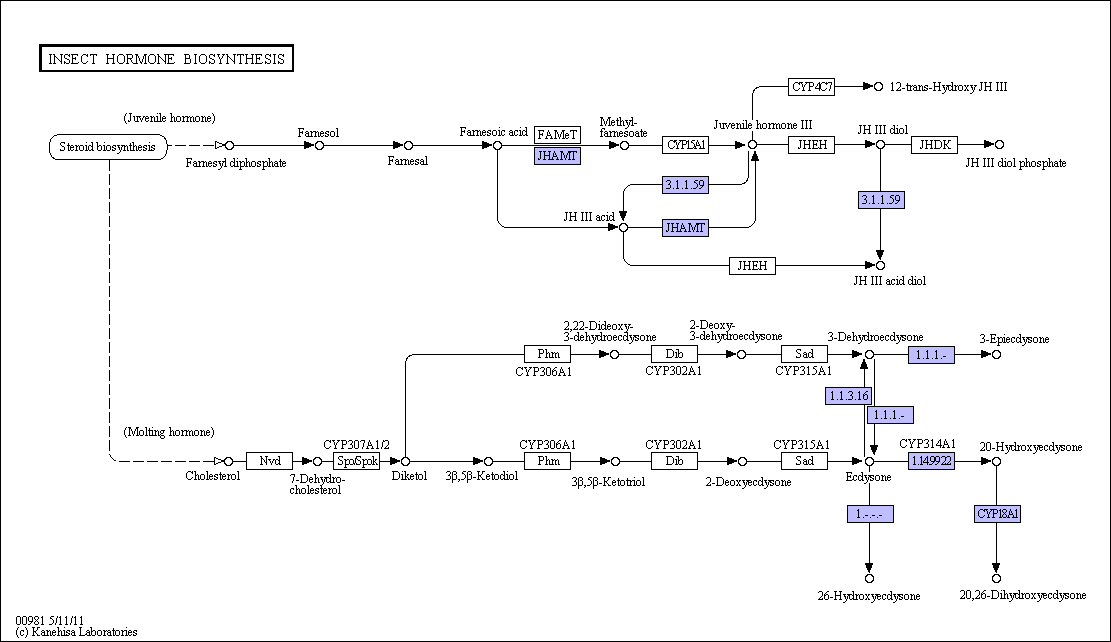 INSECT HORMONE BIOSYNTHESIS
CYP4C7
12-trans-Hydroxy JH III
(Juvenile hormone)
Steroid biosynthesis
Farnesyl diphosphate
Farnesol
Farnesal
Farnesoic acid
FAMeT
JHAMT
Methyl-
farnesoate
CYP15A1
Juvenile hormone III
JHEH
JH III diol
JHDK
JH III diol phosphate
3.1.1.59
3.1.1.59
JH III acid
JHAMT
JHEH
JH III acid diol
2,22-Dideoxy-
3-dehydroecdysone
2-Deoxy-
3-dehydroecdysone
3-Dehydroecdysone
3-Epiecdysone
Phm
CYP306A1
Dib
CYP302A1
Sad
CYP315A1
1.1.1.-
1.1.3.16
1.1.1.-
(Molting hormone)
Cholesterol
Nvd
7-Dehydro-
cholesterol
CYP307A1/2
Spo/Spok
Diketol
3β,5β-Ketodiol
CYP306A1
Phm
3β,5β-Ketotriol
CYP302A1
Dib
2-Deoxyecdysone
CYP315A1
Sad
Ecdysone
CYP314A1
1.14.99.22
20-Hydroxyecdysone
1.-.-.-
CYP18A1
26-Hydroxyecdysone
20,26-Dihydroxyecdysone
00981 5/11/11
(c) Kanehisa Laboratories